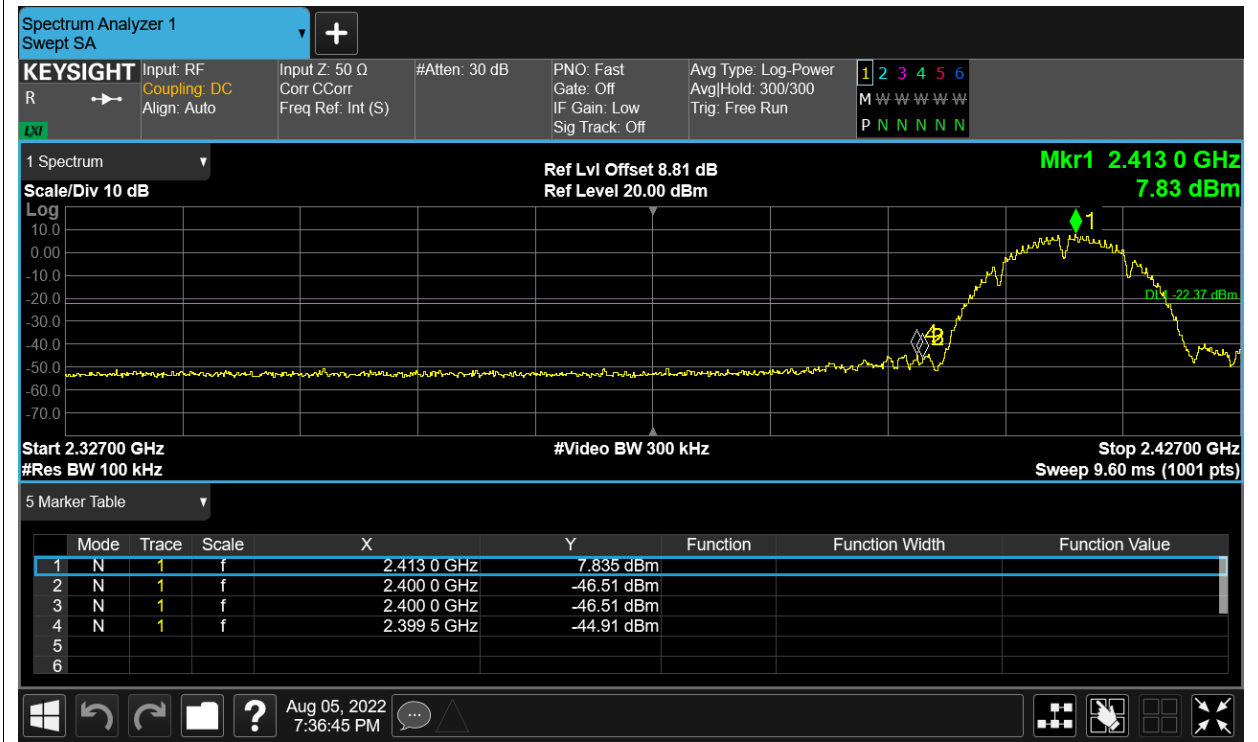 Spectrum Analyzer 1
Swept SA
+
KEYSIGHT Input: RF Input Z: 50 Ω #Atten: 30 dB PNO: Fast Avg Type: Log-Power 1 2 3 4 5 6
R Coupling: DC Corr CCorr Gate: Off Avg|Hold: 300/300 M W W W W W W
Align: Auto Freq Ref: Int (S) IF Gain: Low Trig: Free Run
LXI Sig Track: Off P N N N N N N
1 Spectrum Ref Lvl Offset 8.81 dB Mkr1 2.413 0 GHz
Scale/Div 10 dB Ref Level 20.00 dBm 7.83 dBm
Log
1
10.0
0.00
-10.0
-20.0 DL1 -22.37 dBm
-30.0
-40.0
-50.0
-60.0
-70.0
Start 2.32700 GHz #Video BW 300 kHz Stop 2.42700 GHz
#Res BW 100 kHz Sweep 9.60 ms (1001 pts)
5 Marker Table
Mode Trace Scale X Y Function Function Width Function Value
1 N 1 f 2.413 0 GHz 7.835 dBm
2 N 1 f 2.400 0 GHz -46.51 dBm
3 N 1 f 2.400 0 GHz -46.51 dBm
4 N 1 f 2.399 5 GHz -44.91 dBm
5
6
? Aug 05, 2022
7:36:45 PM